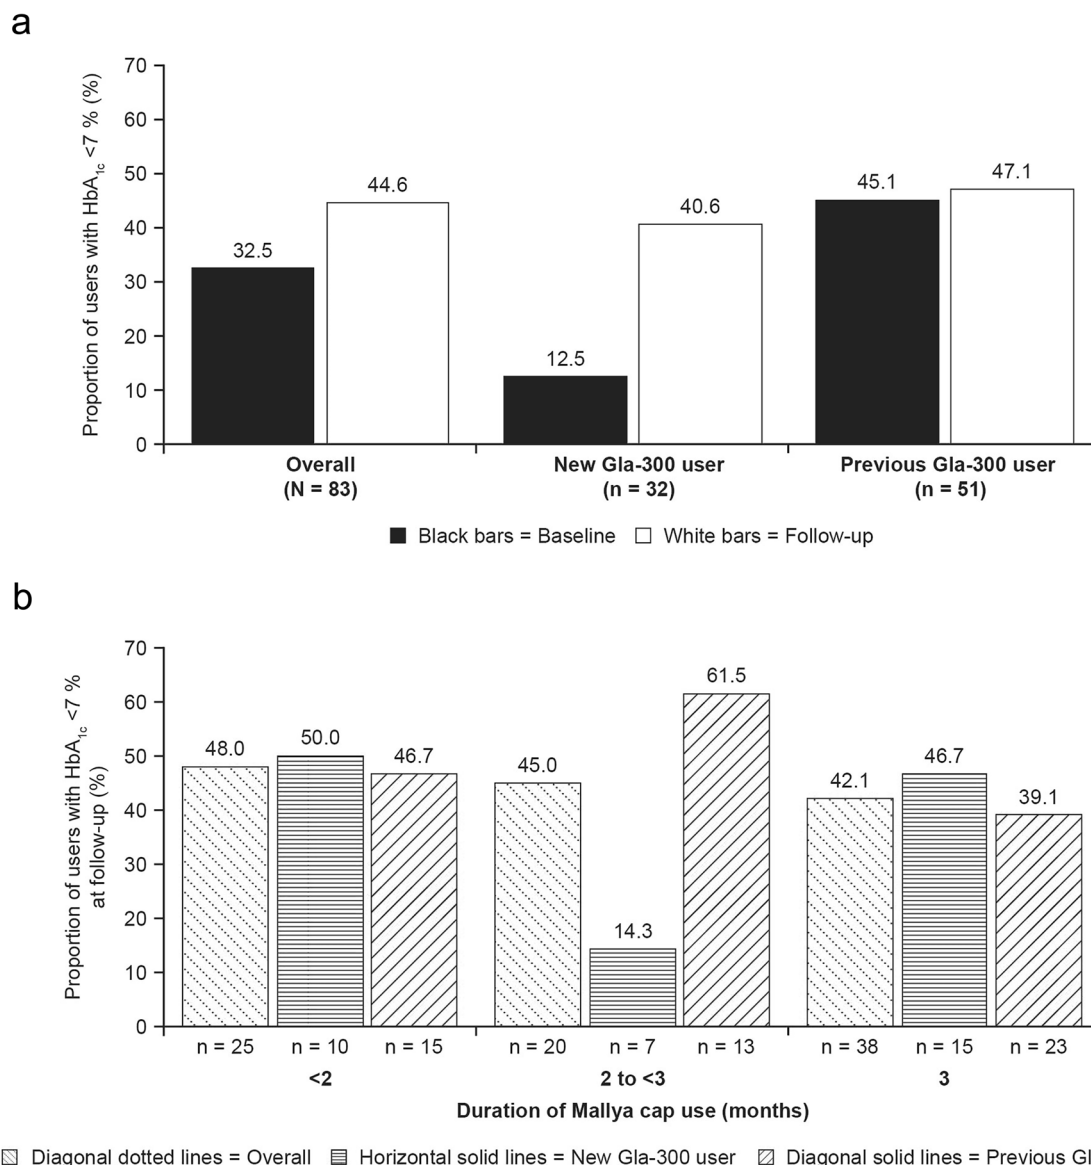 a
Proportion of users with HbA1c <7 % (%)
70
60
50
40
30
20
10
0
32.5
44.6
12.5
40.6
45.1
47.1
Overall
(N = 83)
New Gla-300 user
(n = 32)
Previous Gla-300 user
(n = 51)
Black bars = Baseline
White bars = Follow-up
b
Proportion of users with HbA1c <7 %
at follow-up (%)
70
60
50
40
30
20
10
0
48.0
50.0
46.7
45.0
14.3
61.5
42.1
46.7
39.1
n = 25
n = 10
n = 15
n = 20
n = 7
n = 13
n = 38
n = 15
n = 23
<2
2 to <3
3
Duration of Mallya cap use (months)
Diagonal dotted lines = Overall
Horizontal solid lines = New Gla-300 user
Diagonal solid lines = Previous